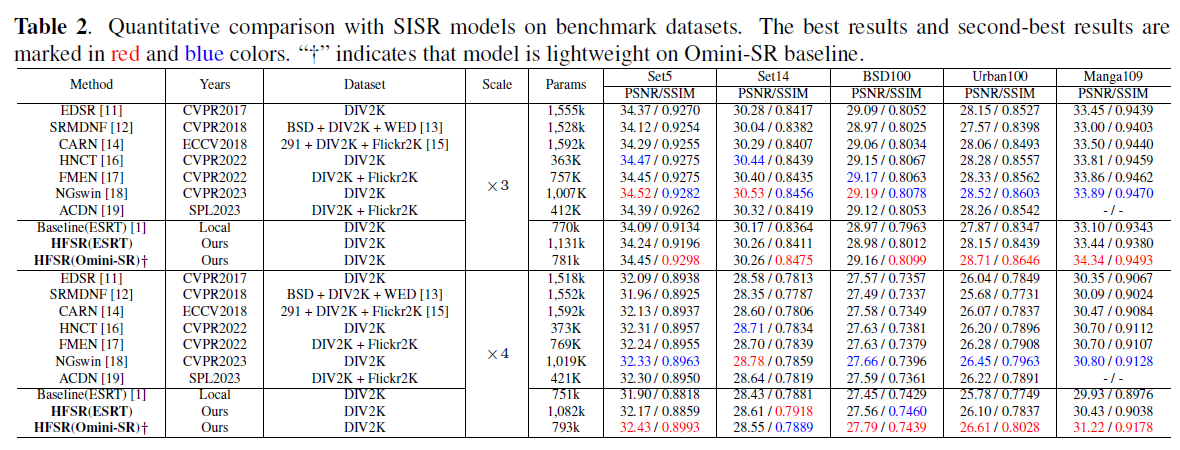 Table 2. Quantitative comparison with SISR models on benchmark datasets. The best results and second-best results are
marked in red and blue colors. “†” indicates that model is lightweight on Omini-SR baseline.
Method Years Dataset Scale Params Set5 Set14 BSD100 Urban100 Manga109
PSNR/SSIM PSNR/SSIM PSNR/SSIM PSNR/SSIM PSNR/SSIM
EDSR [11] CVPR2017 DIV2K 1,555k 34.37 / 0.9270 30.28 / 0.8417 29.09 / 0.8052 28.15 / 0.8527 33.45 / 0.9439
SRMDNF [12] CVPR2018 BSD + DIV2K + WED [13] 1,528k 34.12 / 0.9254 30.04 / 0.8382 28.97 / 0.8025 27.57 / 0.8398 33.00 / 0.9403
CARN [14] ECCV2018 291 + DIV2K + Flickr2K [15] 1,592k 34.29 / 0.9255 30.29 / 0.8407 29.06 / 0.8034 28.06 / 0.8493 33.50 / 0.9440
HNCT [16] CVPR2022 DIV2K 363K 34.47 / 0.9275 30.44 / 0.8439 29.15 / 0.8067 28.28 / 0.8557 33.81 / 0.9459
FMEN [17] CVPR2022 DIV2K + Flickr2K 757K 34.45 / 0.9275 30.40 / 0.8435 29.17 / 0.8063 28.33 / 0.8562 33.86 / 0.9462
×3
NGswin [18] CVPR2023 DIV2K 1,007K 34.52 / 0.9282 30.53 / 0.8456 29.19 / 0.8078 28.52 / 0.8603 33.89 / 0.9470
ACDN [19] SPL2023 DIV2K + Flickr2K 412K 34.39 / 0.9262 30.32 / 0.8419 29.12 / 0.8053 28.26 / 0.8542 - / -
Baseline(ESRT) [1] Local DIV2K 770k 34.09 / 0.9134 30.17 / 0.8364 28.97 / 0.7963 27.87 / 0.8347 33.10 / 0.9343
HFSR(ESRT) Ours DIV2K 1,131k 34.24 / 0.9196 30.26 / 0.8411 28.98 / 0.8012 28.15 / 0.8439 33.44 / 0.9380
HFSR(Omini-SR)† Ours DIV2K 781k 34.45 / 0.9298 30.26 / 0.8475 29.16 / 0.8099 28.71 / 0.8646 34.34 / 0.9493
EDSR [11] CVPR2017 DIV2K 1,518k 32.09 / 0.8938 28.58 / 0.7813 27.57 / 0.7357 26.04 / 0.7849 30.35 / 0.9067
SRMDNF [12] CVPR2018 BSD + DIV2K + WED [13] 1,552k 31.96 / 0.8925 28.35 / 0.7787 27.49 / 0.7337 25.68 / 0.7731 30.09 / 0.9024
CARN [14] ECCV2018 291 + DIV2K + Flickr2K [15] 1,592k 32.13 / 0.8937 28.60 / 0.7806 27.58 / 0.7349 26.07 / 0.7837 30.47 / 0.9084
HNCT [16] CVPR2022 DIV2K 373K 32.31 / 0.8957 28.71 / 0.7834 27.63 / 0.7381 26.20 / 0.7896 30.70 / 0.9112
FMEN [17] CVPR2022 DIV2K + Flickr2K 769K 32.24 / 0.8955 28.70 / 0.7839 27.63 / 0.7379 26.28 / 0.7908 30.70 / 0.9107
×4
NGswin [18] CVPR2023 DIV2K 1,019K 32.33 / 0.8963 28.78 / 0.7859 27.66 / 0.7396 26.45 / 0.7963 30.80 / 0.9128
ACDN [19] SPL2023 DIV2K + Flickr2K 421K 32.30 / 0.8950 28.64 / 0.7819 27.59 / 0.7361 26.22 / 0.7891 - / -
Baseline(ESRT) [1] Local DIV2K 751k 31.90 / 0.8818 28.43 / 0.7881 27.45 / 0.7429 25.78 / 0.7749 29.93 / 0.8976
HFSR(ESRT) Ours DIV2K 1,082k 32.17 / 0.8859 28.61 / 0.7918 27.56 / 0.7460 26.10 / 0.7837 30.43 / 0.9038
HFSR(Omini-SR)† Ours DIV2K 793k 32.43 / 0.8993 28.55 / 0.7889 27.79 / 0.7439 26.61 / 0.8028 31.22 / 0.9178